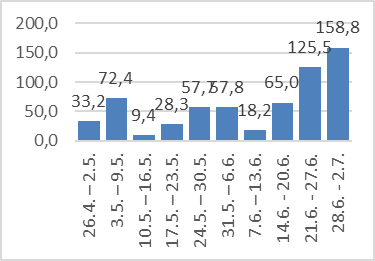 200,0
150,0
100,0
50,0
0,0
33,2
72,4
9,4
28,3
57,7
57,8
18,2
65,0
125,5
158,8
26.4. – 2.5.
3.5. – 9.5.
10.5. – 16.5.
17.5. – 23.5.
24.5. – 30.5.
31.5. – 6.6.
7.6. – 13.6.
14.6. - 20.6.
21.6. - 27.6.
28.6. - 2.7.